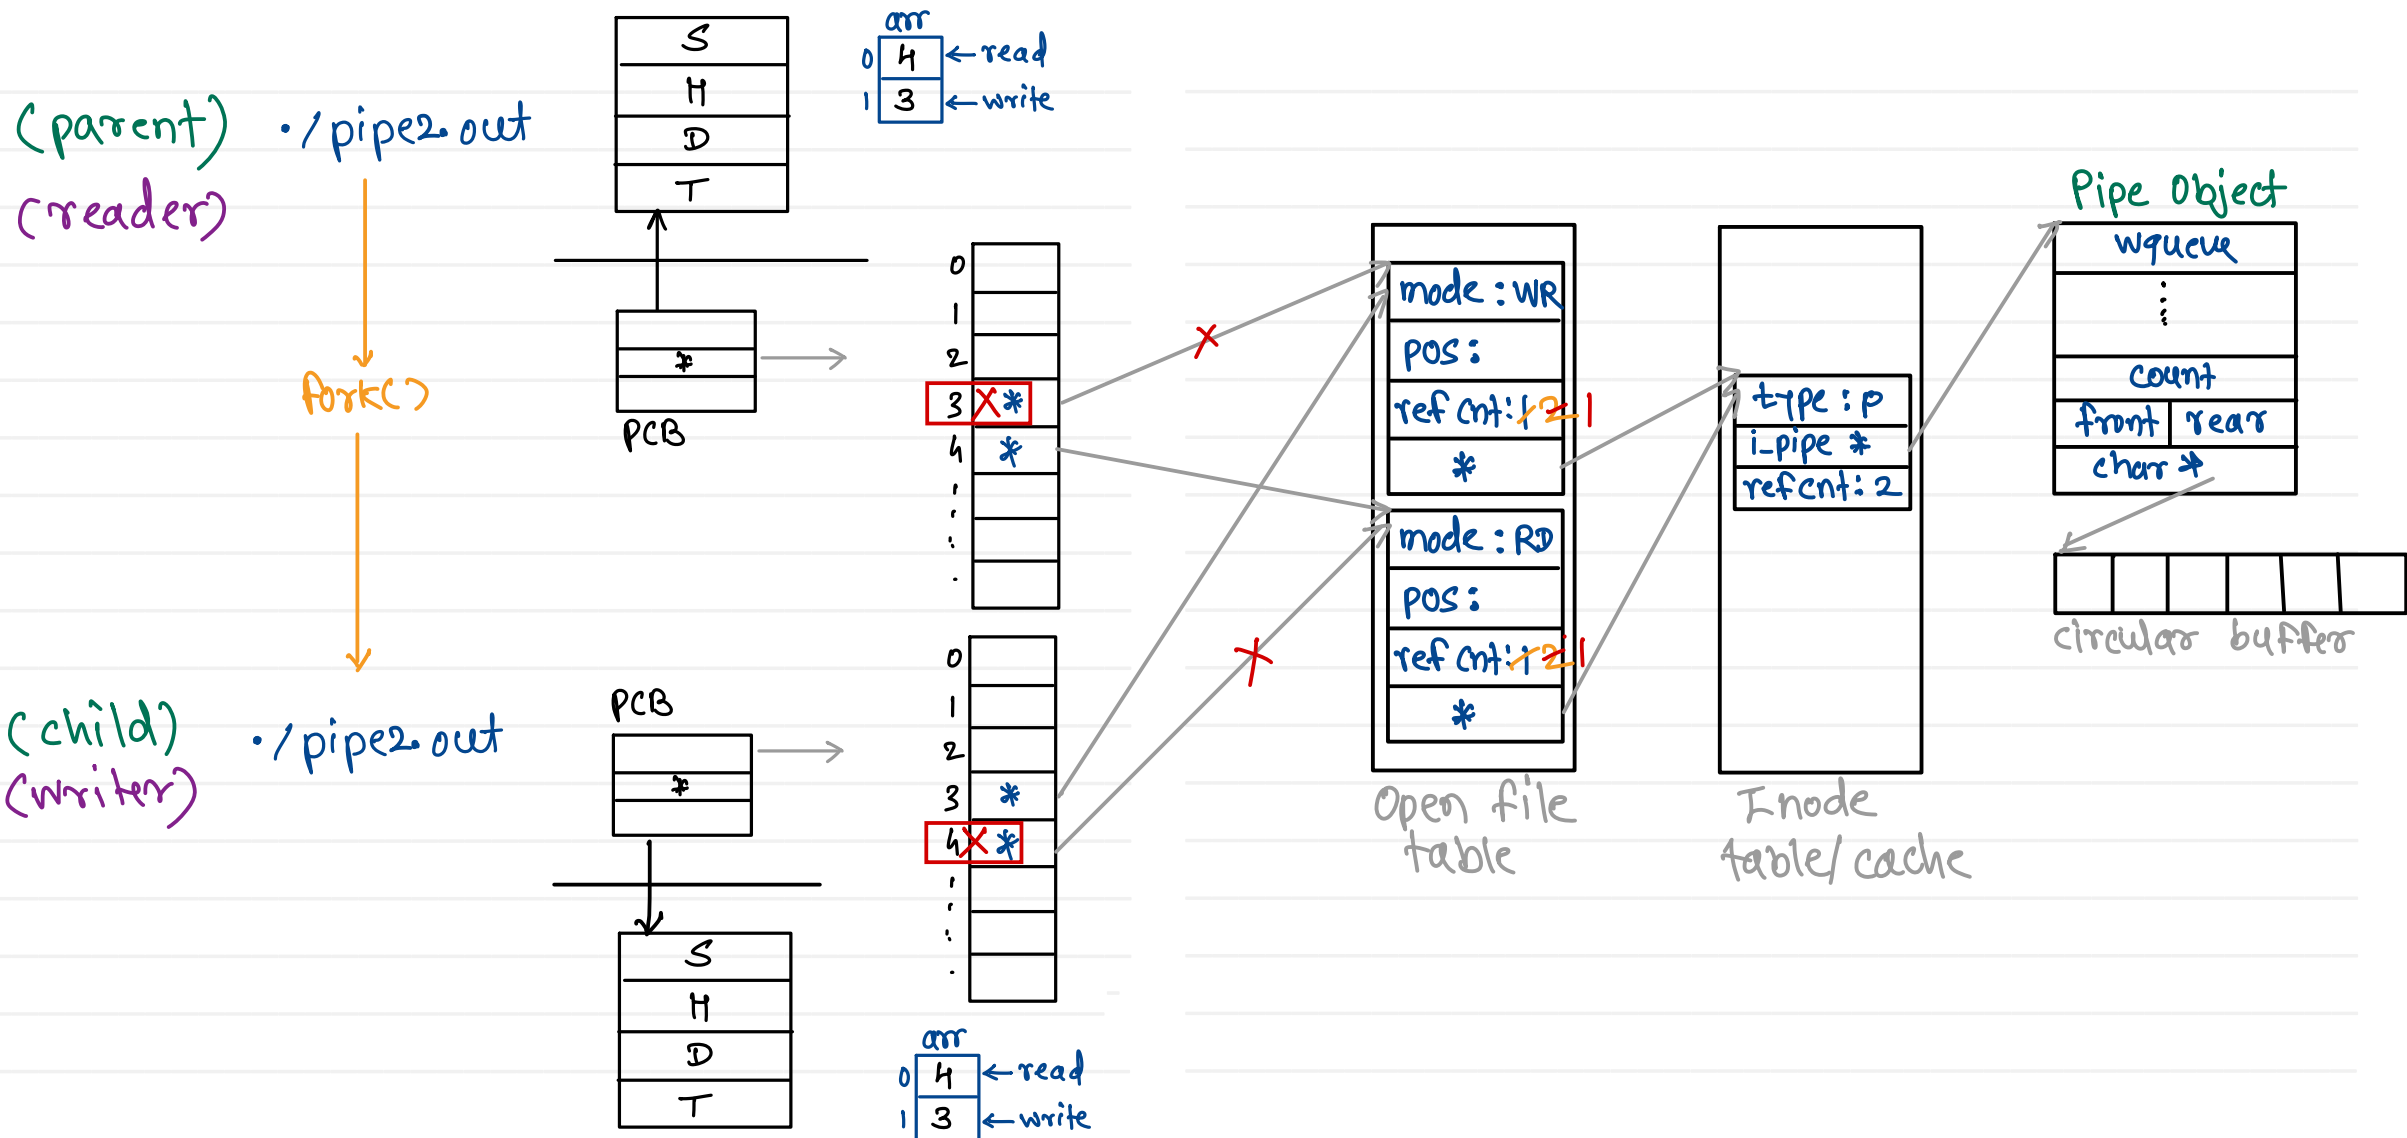 (parent) ./pipe2.out
(reader)
fork()
(child) ./pipe2.out
(writer)
S
H
D
T
*
PCB
arr
0 4 ← read
1 3 ← write
0
1
2
3 X *
4 *
PCB
*
S
H
D
T
0
1
2
3 *
4 X *
arr
0 4 ← read
1 3 ← write
X
X
mode : WR
pos :
ref cnt : 1 2 1
*
mode : RD
pos :
ref cnt : 1 2 1
*
Open file
table
type : p
i_pipe *
refcnt : 2
Inode
table/cache
Pipe Object
wqueue
count
front rear
char *
circular buffer